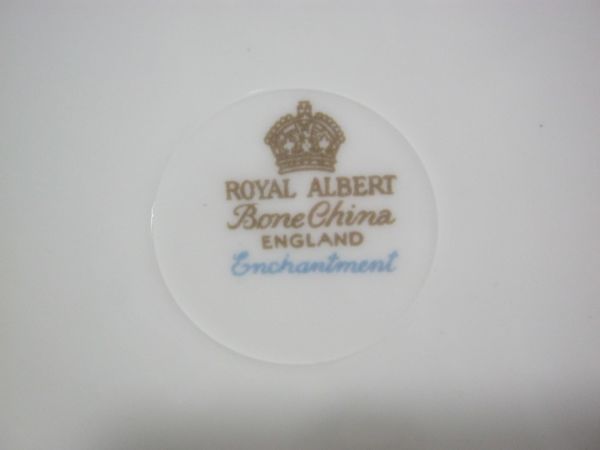 ROYAL ALBERT
Bone China
ENGLAND
Enchantment